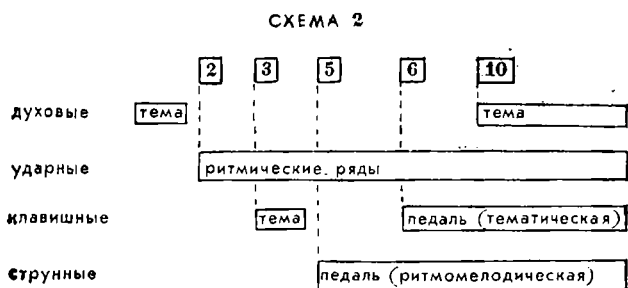 СХЕМА 2
2 3 5 6 10
духовые тема тема
ударные ритмические ряды
клавишные тема педаль (тематическая)
струнные педаль (ритмомелодическая)